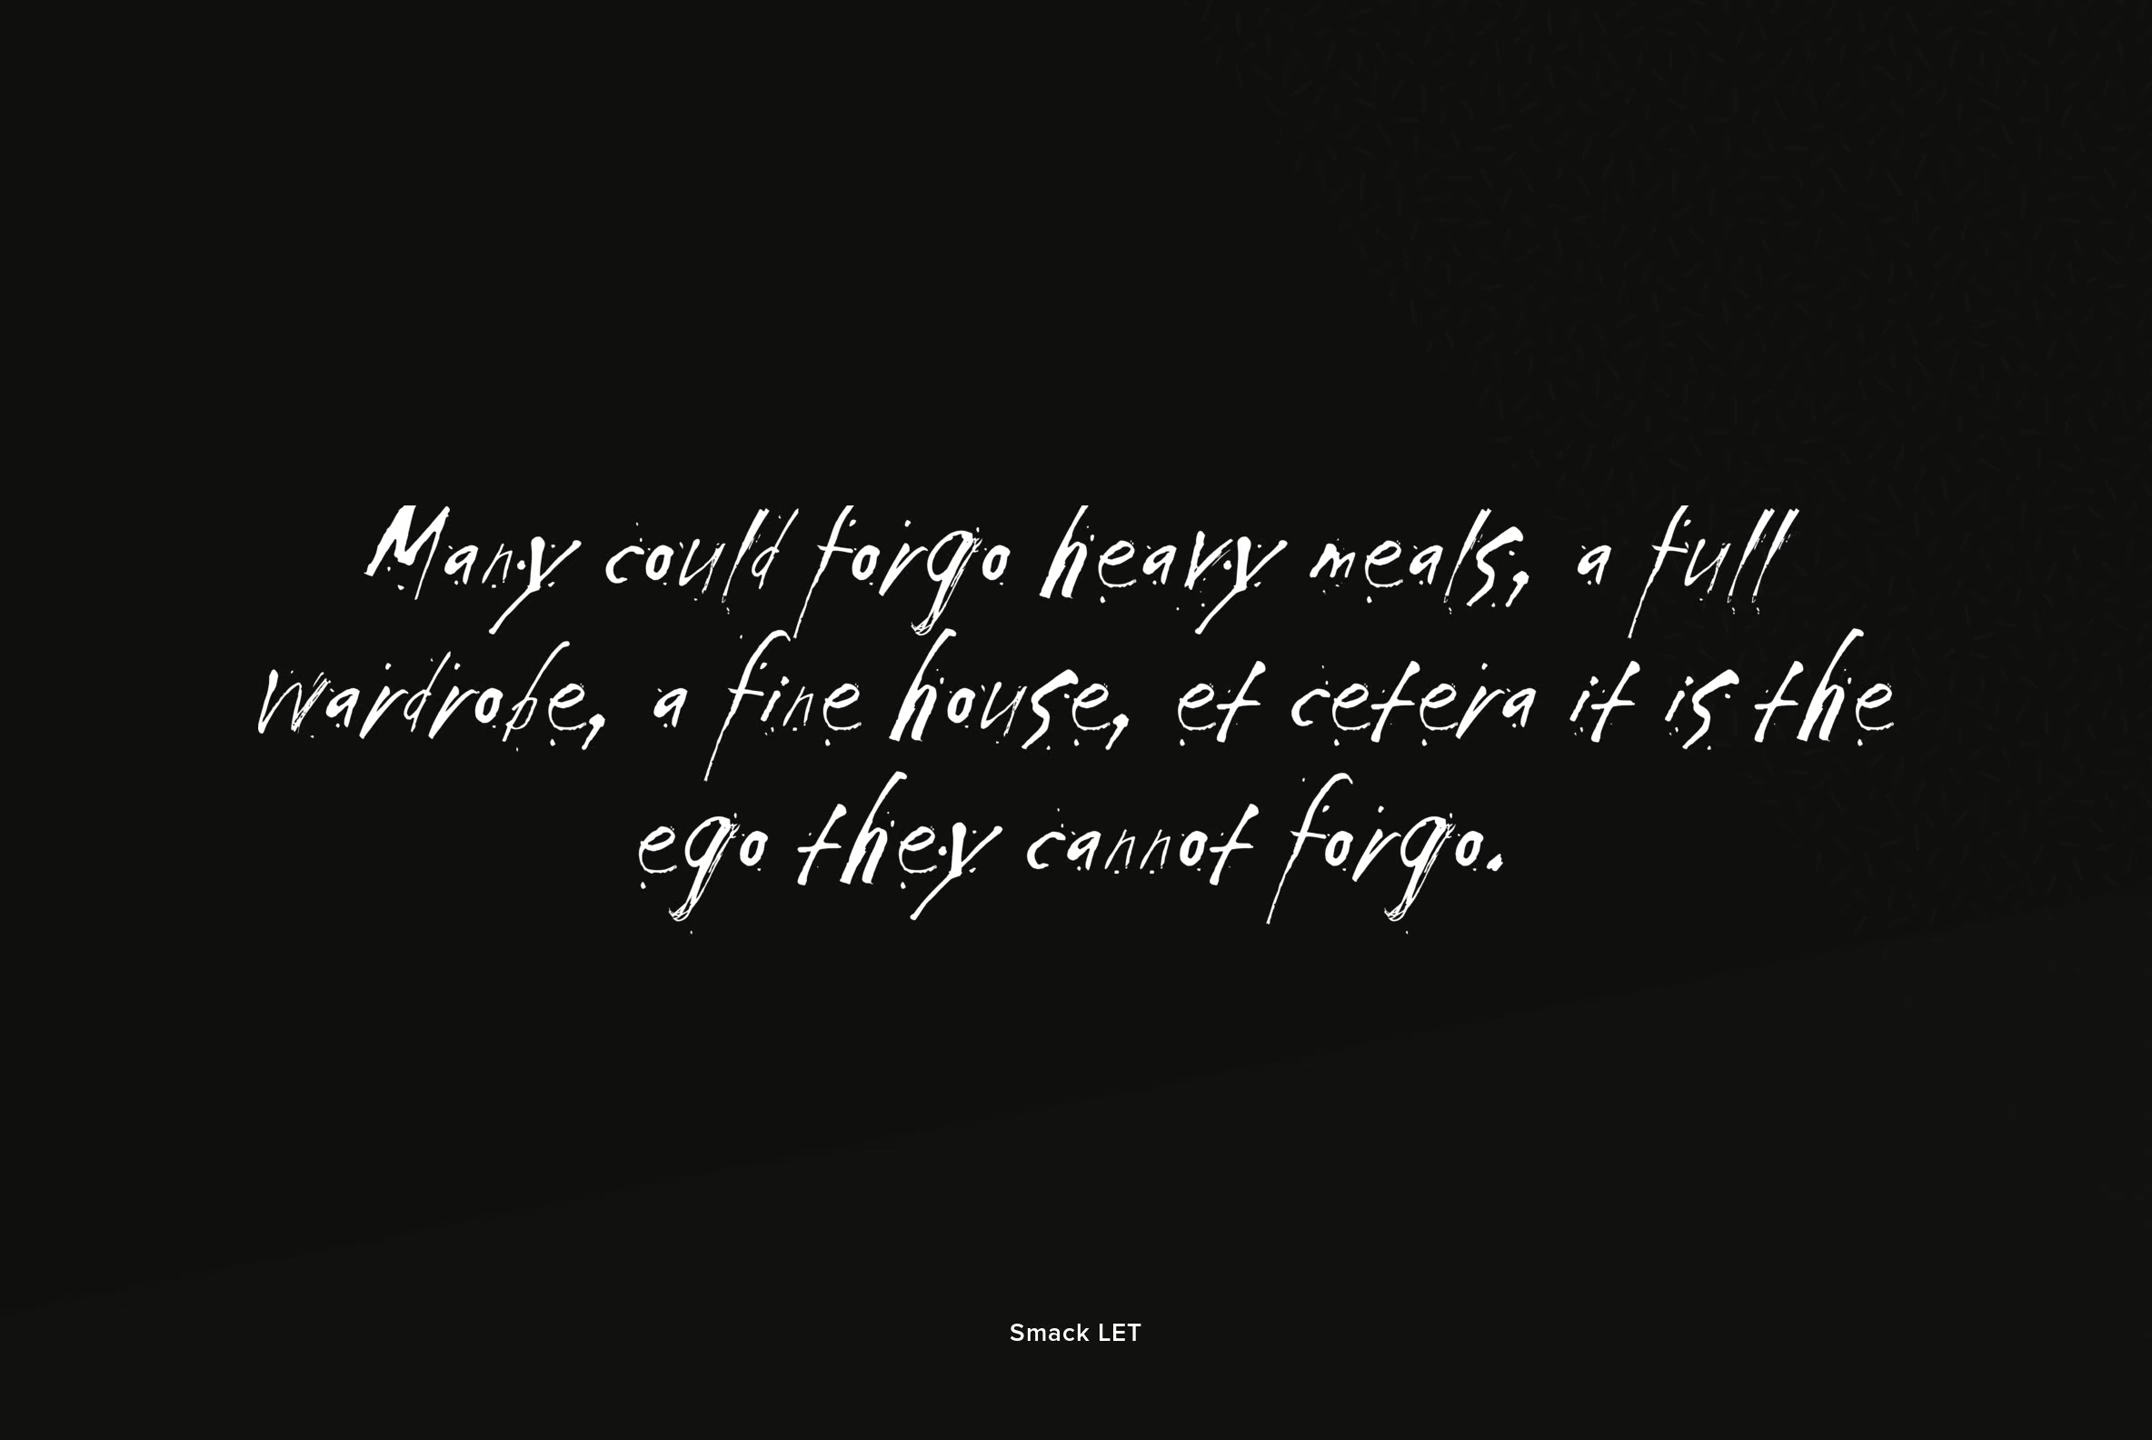 Many could forgo heavy meals, a full
wardrobe, a fine house, et cetera it is the
ego they cannot forgo.
Smack LET